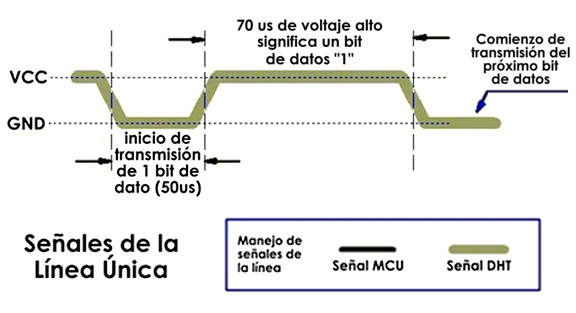 70 us de voltaje alto
significa un bit
de datos "1"
Comienzo de
transmisión del
próximo bit
de datos
VCC
GND
inicio de
transmisión
de 1 bit de
dato (50us)
Señales de la
Línea Única
Manejo de
señales de
la línea
Señal MCU
Señal DHT